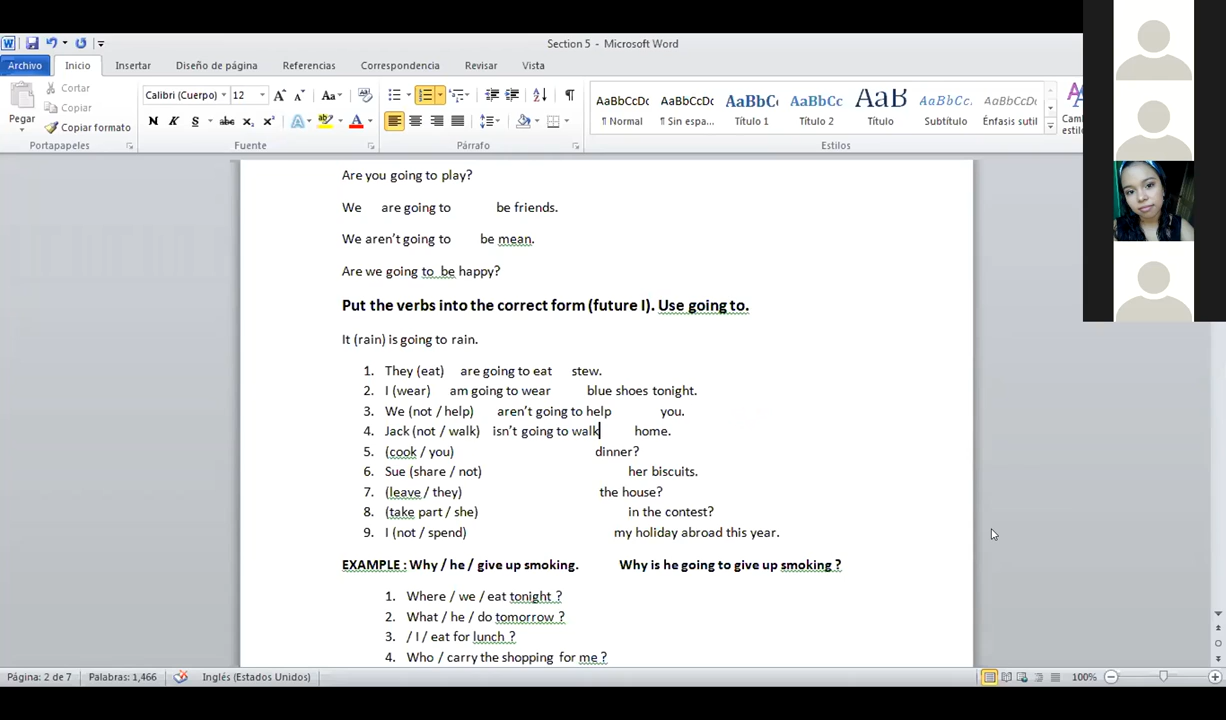 Section 5 - Microsoft Word
Archivo Inicio Insertar Diseño de página Referencias Correspondencia Revisar Vista
Pegar
Cortar
Copiar
Copiar formato
Portapapeles
Calibri (Cuerpo) 12
Fuente
Párrafo
AaBbCcDc ¶ Normal
AaBbCcDc ¶ Sin espa...
AaBbC Título 1
AaBbCc Título 2
AaB Título
AaBbCc. Subtítulo
AaBbCcDc Énfasis sutil
Estilos
Are you going to play?
We are going to be friends.
We aren't going to be mean.
Are we going to be happy?
Put the verbs into the correct form (future I). Use going to.
It (rain) is going to rain.
1. They (eat) are going to eat stew.
2. I (wear) am going to wear blue shoes tonight.
3. We (not / help) aren't going to help you.
4. Jack (not / walk) isn't going to walk home.
5. (cook / you) dinner?
6. Sue (share / not) her biscuits.
7. (leave / they) the house?
8. (take part / she) in the contest?
9. I (not / spend) my holiday abroad this year.
EXAMPLE : Why / he / give up smoking. Why is he going to give up smoking ?
1. Where / we / eat tonight ?
2. What / he / do tomorrow ?
3. / I / eat for lunch ?
4. Who / carry the shopping for me ?
Página: 2 de 7 Palabras: 1,466 Inglés (Estados Unidos) 100%